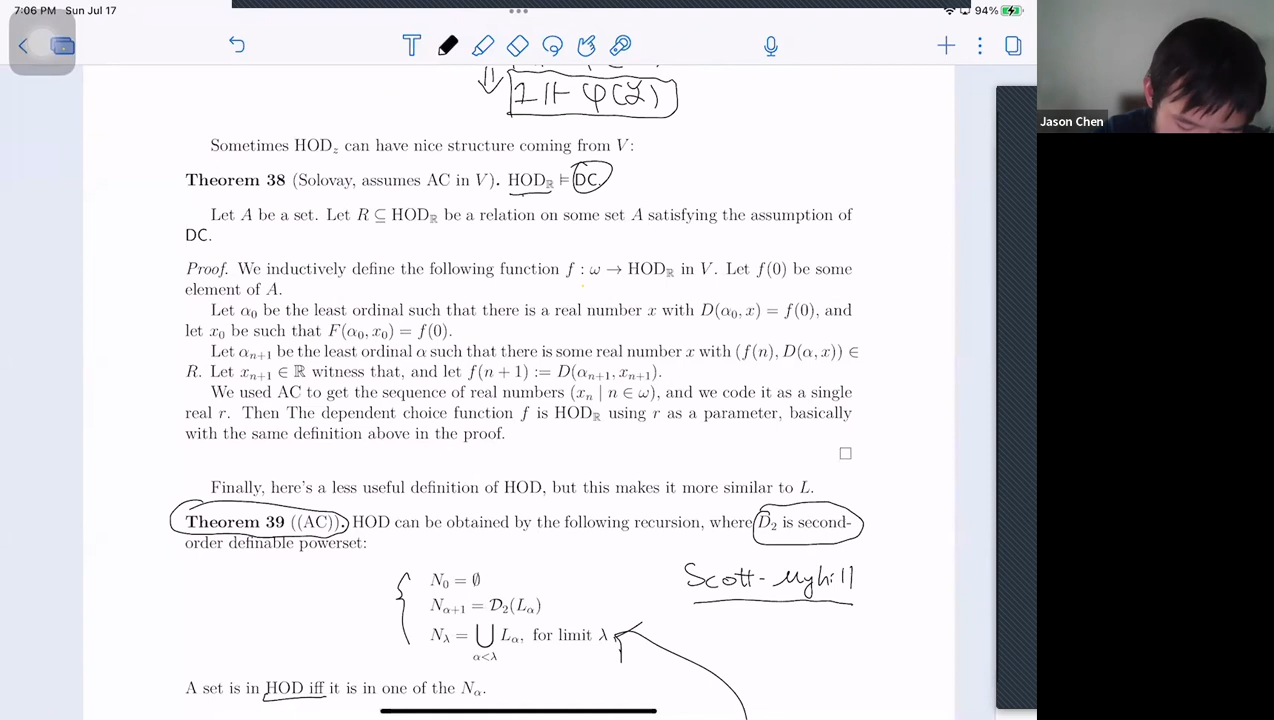 7:06 PM Sun Jul 17
94%
T
1 ⊩ φ(
Jason Chen
Sometimes HOD_z can have nice structure coming from V:
Theorem 38 (Solovay, assumes AC in V). HOD_ℝ ⊨ DC.
Let A be a set. Let R ⊆ HOD_ℝ be a relation on some set A satisfying the assumption of
DC.
Proof. We inductively define the following function f : ω → HOD_ℝ in V. Let f(0) be some
element of A.
Let α_0 be the least ordinal such that there is a real number x with D(α_0, x) = f(0), and
let x_0 be such that F(α_0, x_0) = f(0).
Let α_{n+1} be the least ordinal α such that there is some real number x with (f(n), D(α, x)) ∈
R. Let x_{n+1} ∈ ℝ witness that, and let f(n + 1) := D(α_{n+1}, x_{n+1}).
We used AC to get the sequence of real numbers (x_n | n ∈ ω), and we code it as a single
real r. Then The dependent choice function f is HOD_ℝ using r as a parameter, basically
with the same definition above in the proof.
□
Finally, here's a less useful definition of HOD, but this makes it more similar to L.
Theorem 39 ((AC)). HOD can be obtained by the following recursion, where D_2 is second-
order definable powerset:
Scott-Myhill
N_0 = ∅
N_{α+1} = 𝒟_2(L_α)
N_λ = ⋃_{α<λ} L_α, for limit λ
A set is in HOD iff it is in one of the N_α.